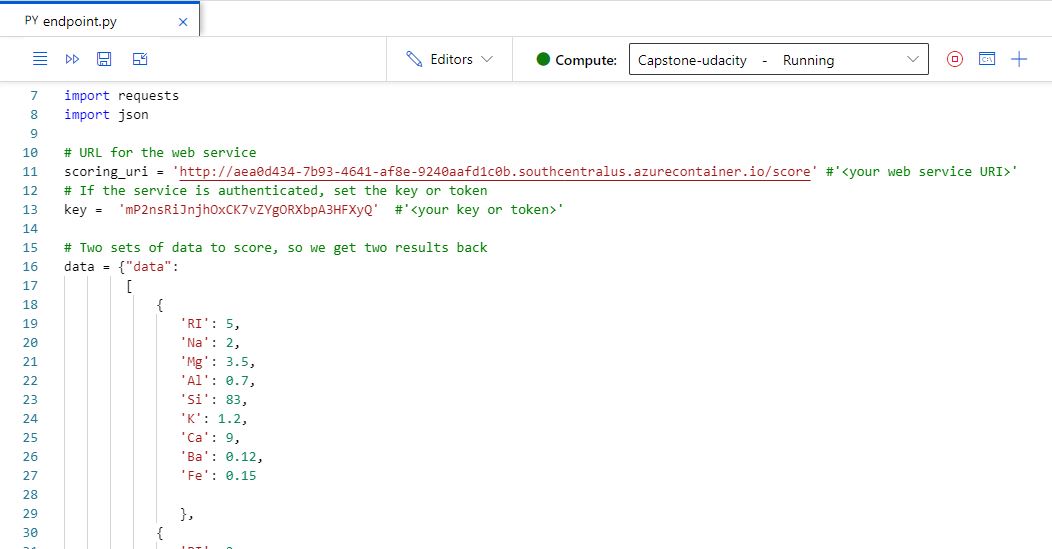 PY endpoint.py ×
Editors
Compute: Capstone-udacity - Running
7 import requests
8 import json
9
10 # URL for the web service
11 scoring_uri = 'http://aea0d434-7b93-4641-af8e-9240aafd1c0b.southcentralus.azurecontainer.io/score' #'<your web service URI>'
12 # If the service is authenticated, set the key or token
13 key =  'mP2nsRiJnjhOxCK7vZYgORXbpA3HFXyQ'  #'<your key or token>'
14
15 # Two sets of data to score, so we get two results back
16 data = {"data":
17 [
18 {
19 'RI': 5,
20 'Na': 2,
21 'Mg': 3.5,
22 'Al': 0.7,
23 'Si': 83,
24 'K': 1.2,
25 'Ca': 9,
26 'Ba': 0.12,
27 'Fe': 0.15
28
29 },
30 {